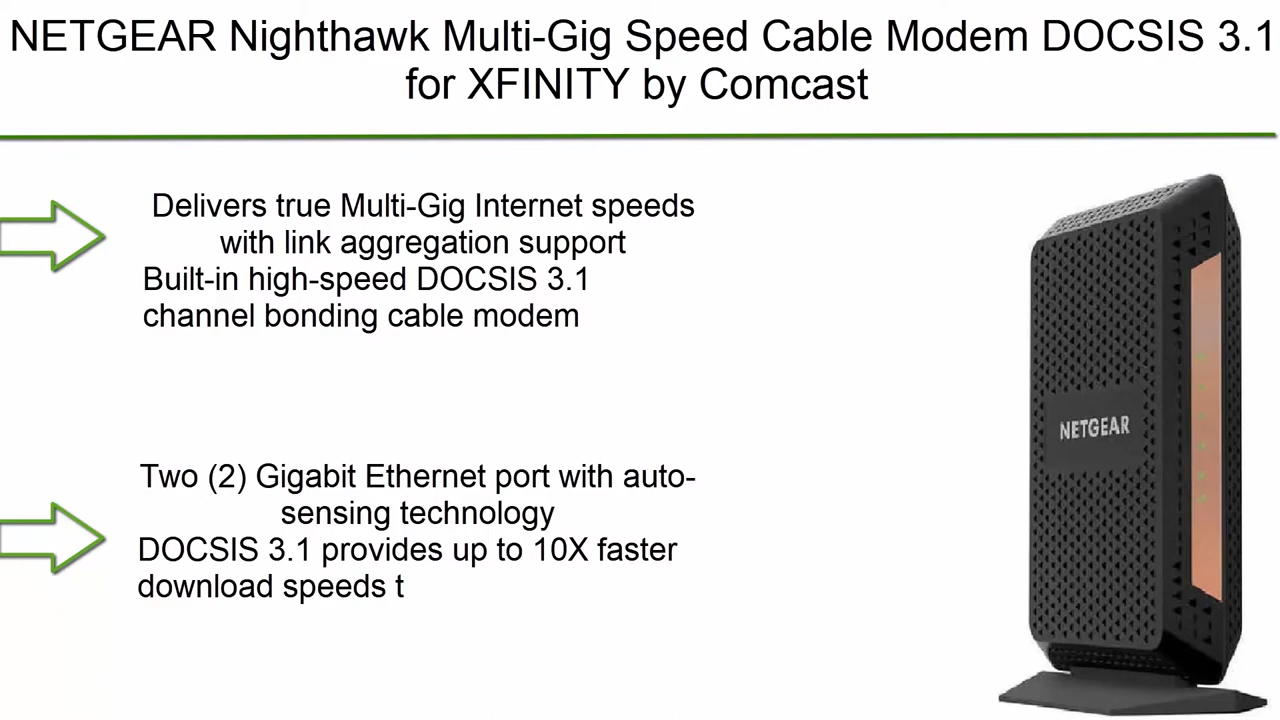 NETGEAR Nighthawk Multi-Gig Speed Cable Modem DOCSIS 3.1
for XFINITY by Comcast
Delivers true Multi-Gig Internet speeds
with link aggregation support
Built-in high-speed DOCSIS 3.1
channel bonding cable modem
Two (2) Gigabit Ethernet port with auto-
sensing technology
DOCSIS 3.1 provides up to 10X faster
download speeds t
NETGEAR